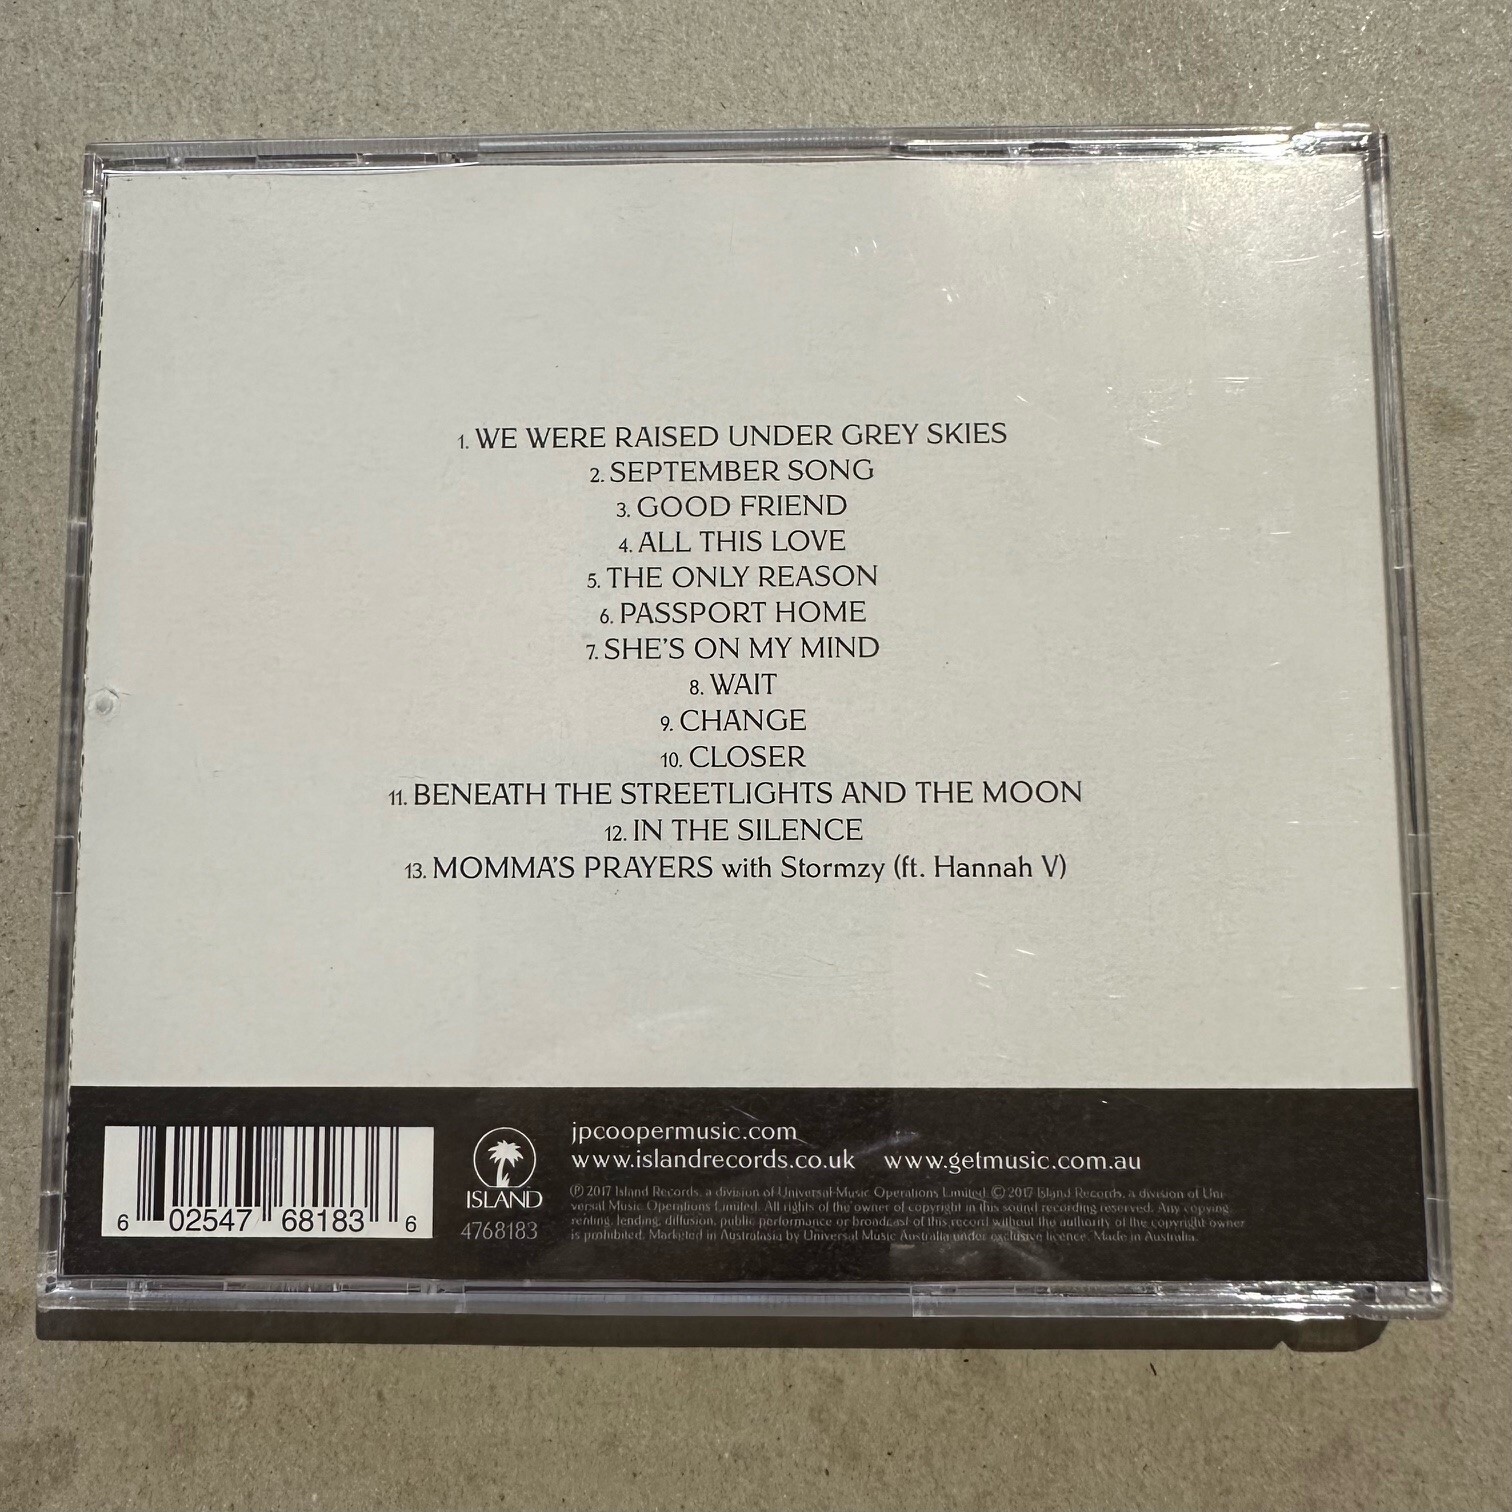 1. WE WERE RAISED UNDER GREY SKIES
2. SEPTEMBER SONG
3. GOOD FRIEND
4. ALL THIS LOVE
5. THE ONLY REASON
6. PASSPORT HOME
7. SHE'S ON MY MIND
8. WAIT
9. CHANGE
10. CLOSER
11. BENEATH THE STREETLIGHTS AND THE MOON
12. IN THE SILENCE
13. MOMMA'S PRAYERS with Stormzy (ft. Hannah V)
6 02547 68183 6
ISLAND
4768183
jpcoopermusic.com
www.islandrecords.co.uk www.getmusic.com.au
℗ 2017 Island Records, a division of Universal Music Operations Limited © 2017 Island Records, a division of Uni-
versal Music Operations Limited. All rights of the owner of copyright in this sound recording reserved. Any copying,
renting, lending, diffusion, public performance or broadcast of this record without the authority of the copyright owner
is prohibited. Marketed in Australasia by Universal Music Australia under exclusive licence. Made in Australia.